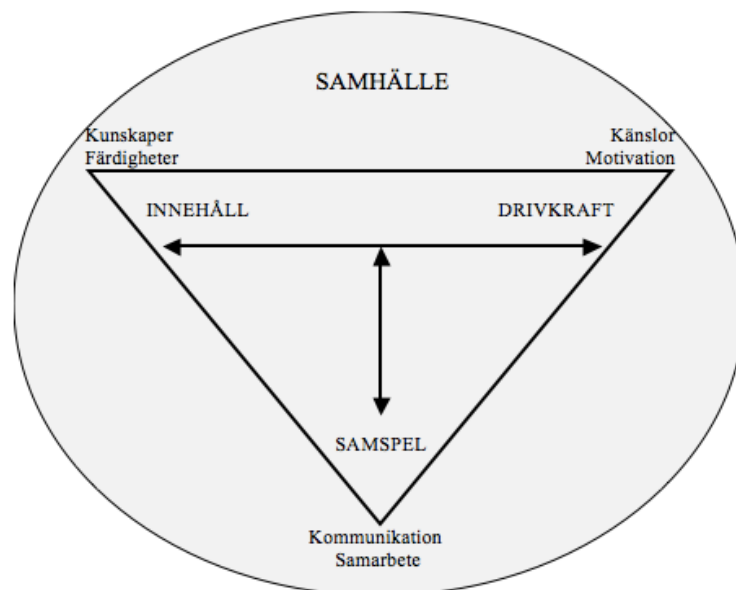 SAMHÄLLE
Kunskaper
Färdigheter
Känslor
Motivation
INNEHÅLL
DRIVKRAFT
SAMSPEL
Kommunikation
Samarbete